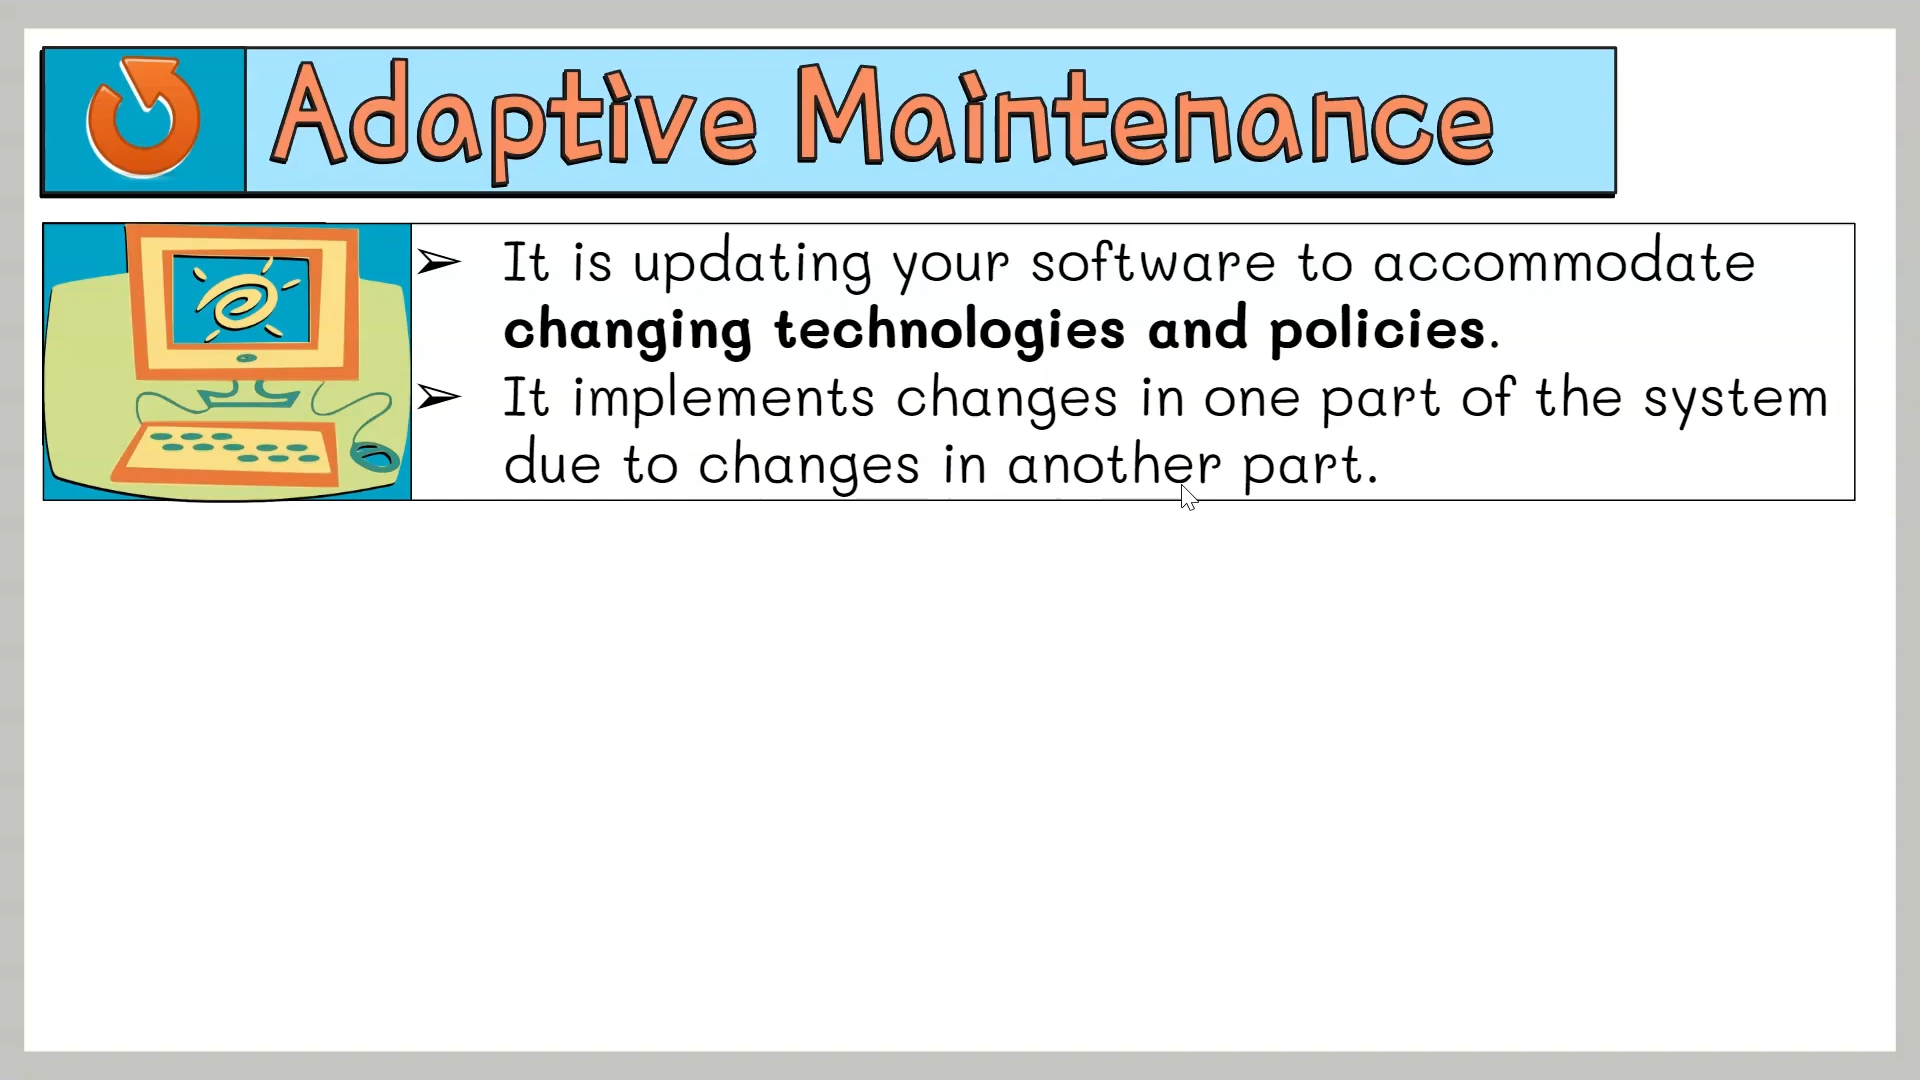 Adaptive Maintenance
➢ It is updating your software to accommodate
changing technologies and policies.
➢ It implements changes in one part of the system
due to changes in another part.